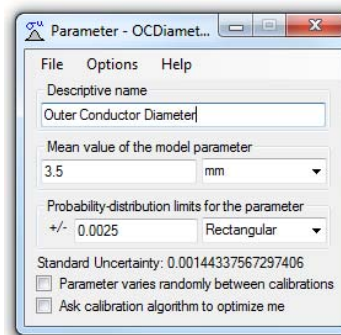 σ,u
Parameter - OCDiamet...
File Options Help
Descriptive name
Outer Conductor Diameter
Mean value of the model parameter
3.5 mm
Probability-distribution limits for the parameter
+/- 0.0025 Rectangular
Standard Uncertainty: 0.00144337567297406
Parameter varies randomly between calibrations
Ask calibration algorithm to optimize me